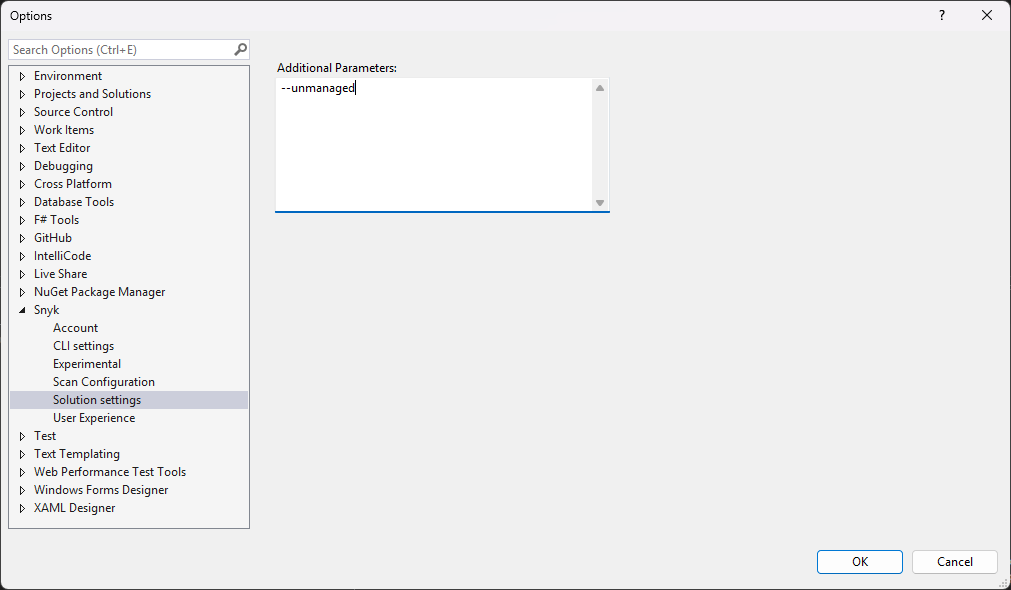 Options
?
Search Options (Ctrl+E)
Environment
Projects and Solutions
Source Control
Work Items
Text Editor
Debugging
Cross Platform
Database Tools
F# Tools
GitHub
IntelliCode
Live Share
NuGet Package Manager
Snyk
Account
CLI settings
Experimental
Scan Configuration
Solution settings
User Experience
Test
Text Templating
Web Performance Test Tools
Windows Forms Designer
XAML Designer
Additional Parameters:
--unmanaged
OK
Cancel